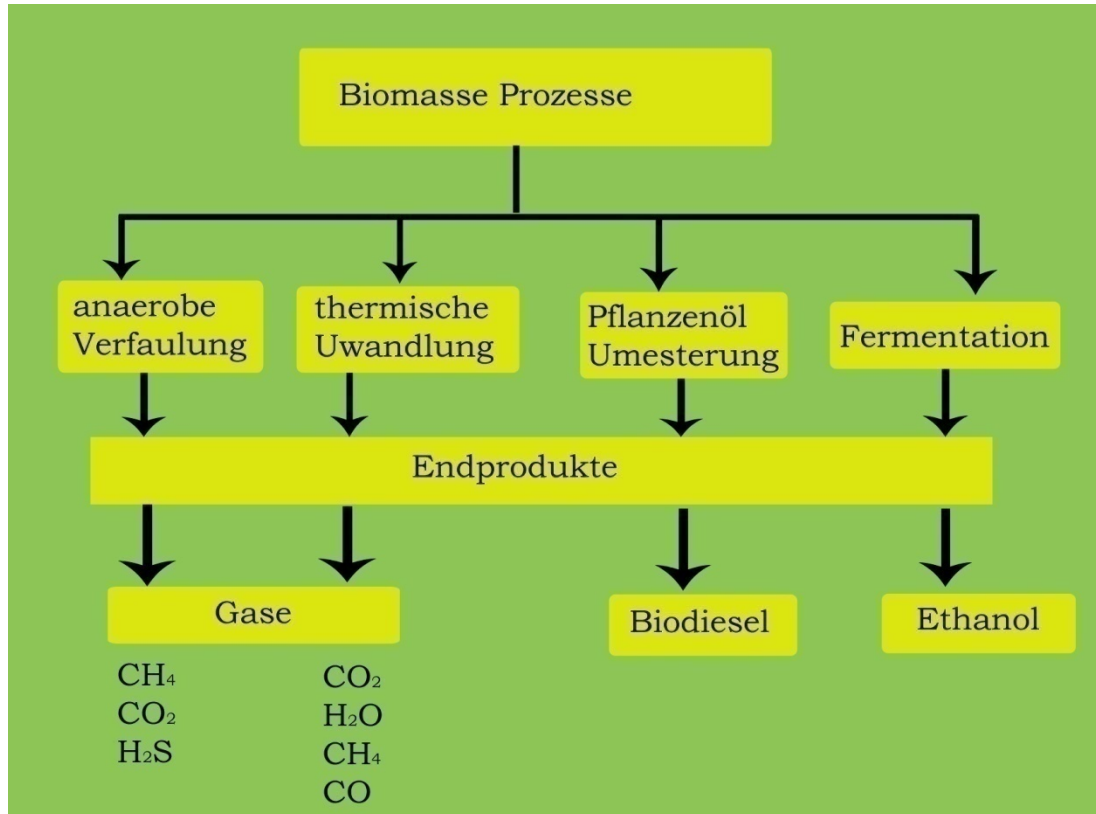 Biomasse Prozesse
anaerobe
Verfaulung
thermische
Uwandlung
Pflanzenöl
Umesterung
Fermentation
Endprodukte
Gase
Biodiesel
Ethanol
CH₄
CO₂
H₂S
CO₂
H₂O
CH₄
CO